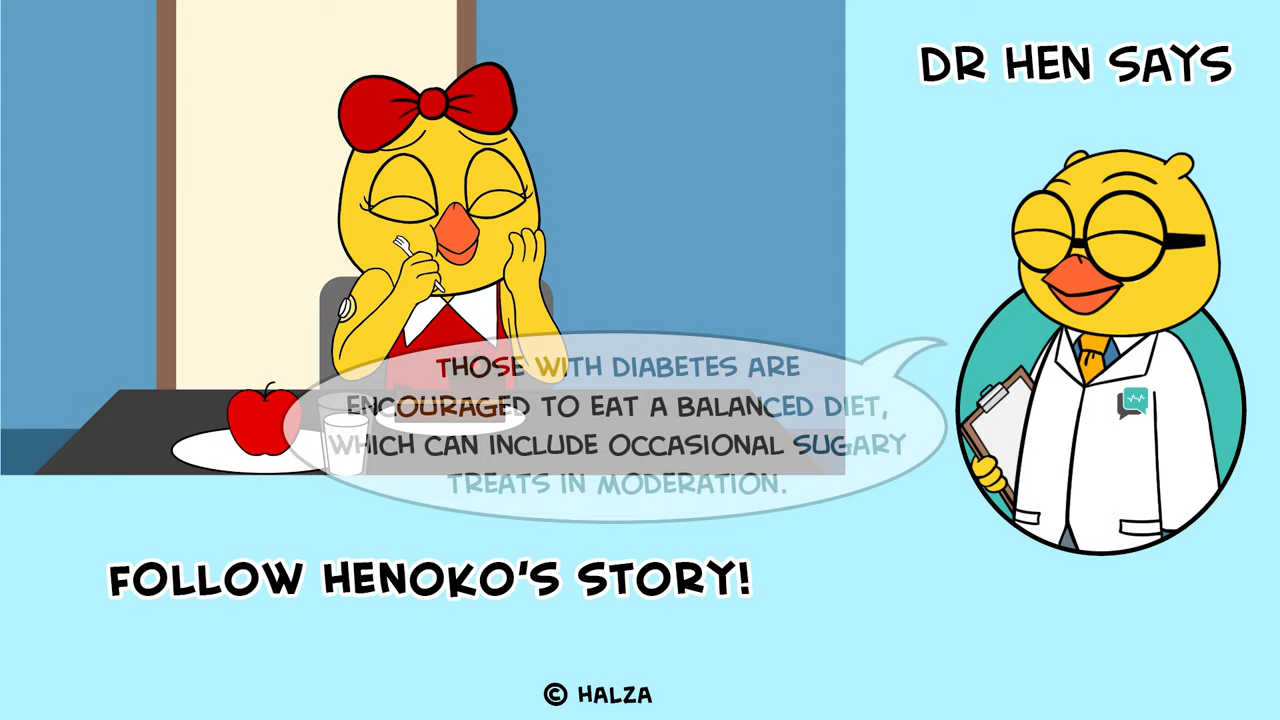 DR HEN SAYS
THOSE WITH DIABETES ARE
ENCOURAGED TO EAT A BALANCED DIET,
WHICH CAN INCLUDE OCCASIONAL SUGARY
TREATS IN MODERATION.
FOLLOW HENOKO'S STORY!
© HALZA